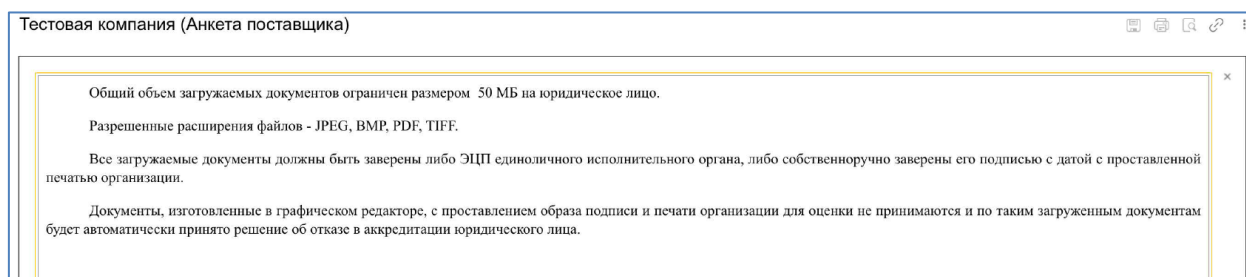 Тестовая компания (Анкета поставщика)
Общий объем загружаемых документов ограничен размером 50 МБ на юридическое лицо.
Разрешенные расширения файлов - JPEG, BMP, PDF, TIFF.
Все загружаемые документы должны быть заверены либо ЭЦП единоличного исполнительного органа, либо собственноручно заверены его подписью с датой с проставленной
печатью организации.
Документы, изготовленные в графическом редакторе, с проставлением образа подписи и печати организации для оценки не принимаются и по таким загруженным документам
будет автоматически принято решение об отказе в аккредитации юридического лица.